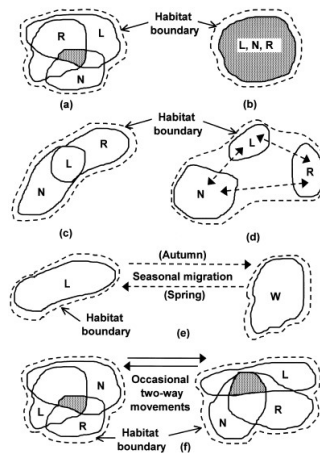 Habitat
boundary
R
L
N
(a)
L, N, R
(b)
Habitat
boundary
R
L
N
(c)
L
N
R
(d)
(Autumn)
Seasonal migration
(Spring)
L
W
Habitat
boundary
(e)
N
L
R
Occasional
two-way
movements
L
R
N
Habitat
boundary
(f)